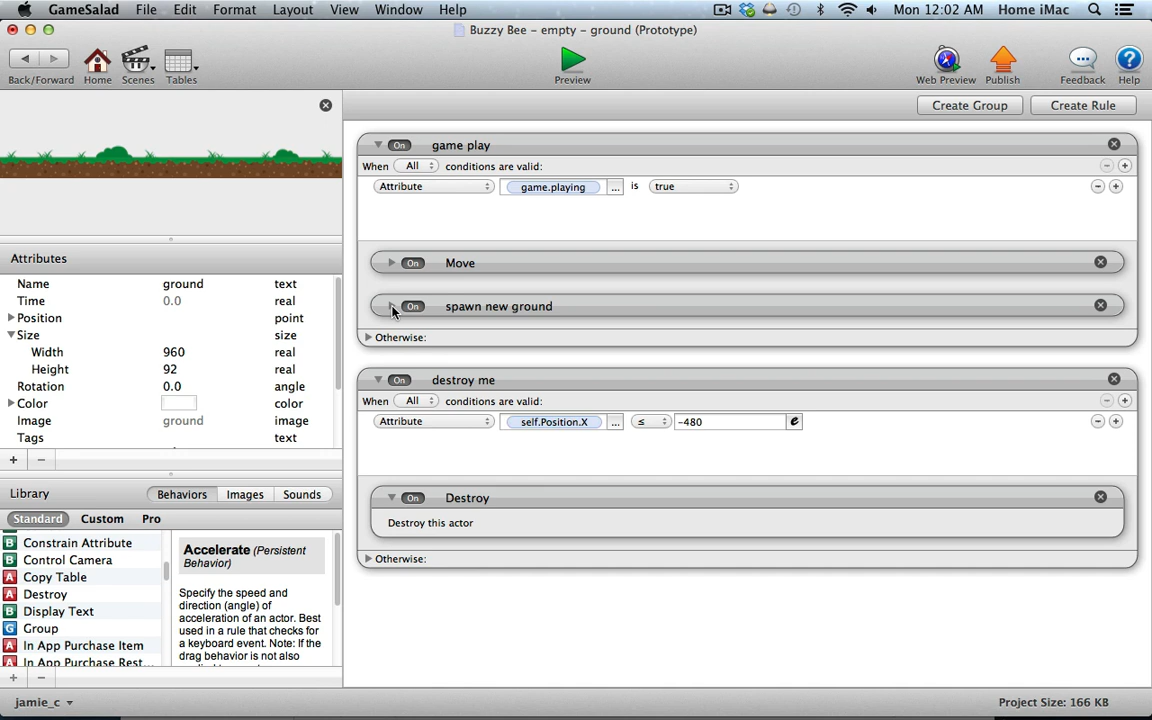 GameSalad File Edit Format Layout View Window Help Mon 12:02 AM Home iMac
Buzzy Bee – empty – ground (Prototype)
Back/Forward Home Scenes Tables Preview Web Preview Publish Feedback Help
Create Group Create Rule
On game play
When All conditions are valid:
Attribute game.playing ... is true
On Move
On spawn new ground
Otherwise:
On destroy me
When All conditions are valid:
Attribute self.Position.X ... ≤ -480 e
On Destroy
Destroy this actor
Otherwise:
Attributes
Name ground text
Time 0.0 real
Position point
Size size
Width 960 real
Height 92 real
Rotation 0.0 angle
Color color
Image ground image
Tags text
Library Behaviors Images Sounds
Standard Custom Pro
B Constrain Attribute
B Control Camera
A Copy Table
A Destroy
B Display Text
G Group
A In App Purchase Item
A In App Purchase Rest...
Accelerate (Persistent
Behavior)
Specify the speed and
direction (angle) of
acceleration of an actor. Best
used in a rule that checks for
a keyboard event. Note: If the
drag behavior is not also
jamie_c Project Size: 166 KB